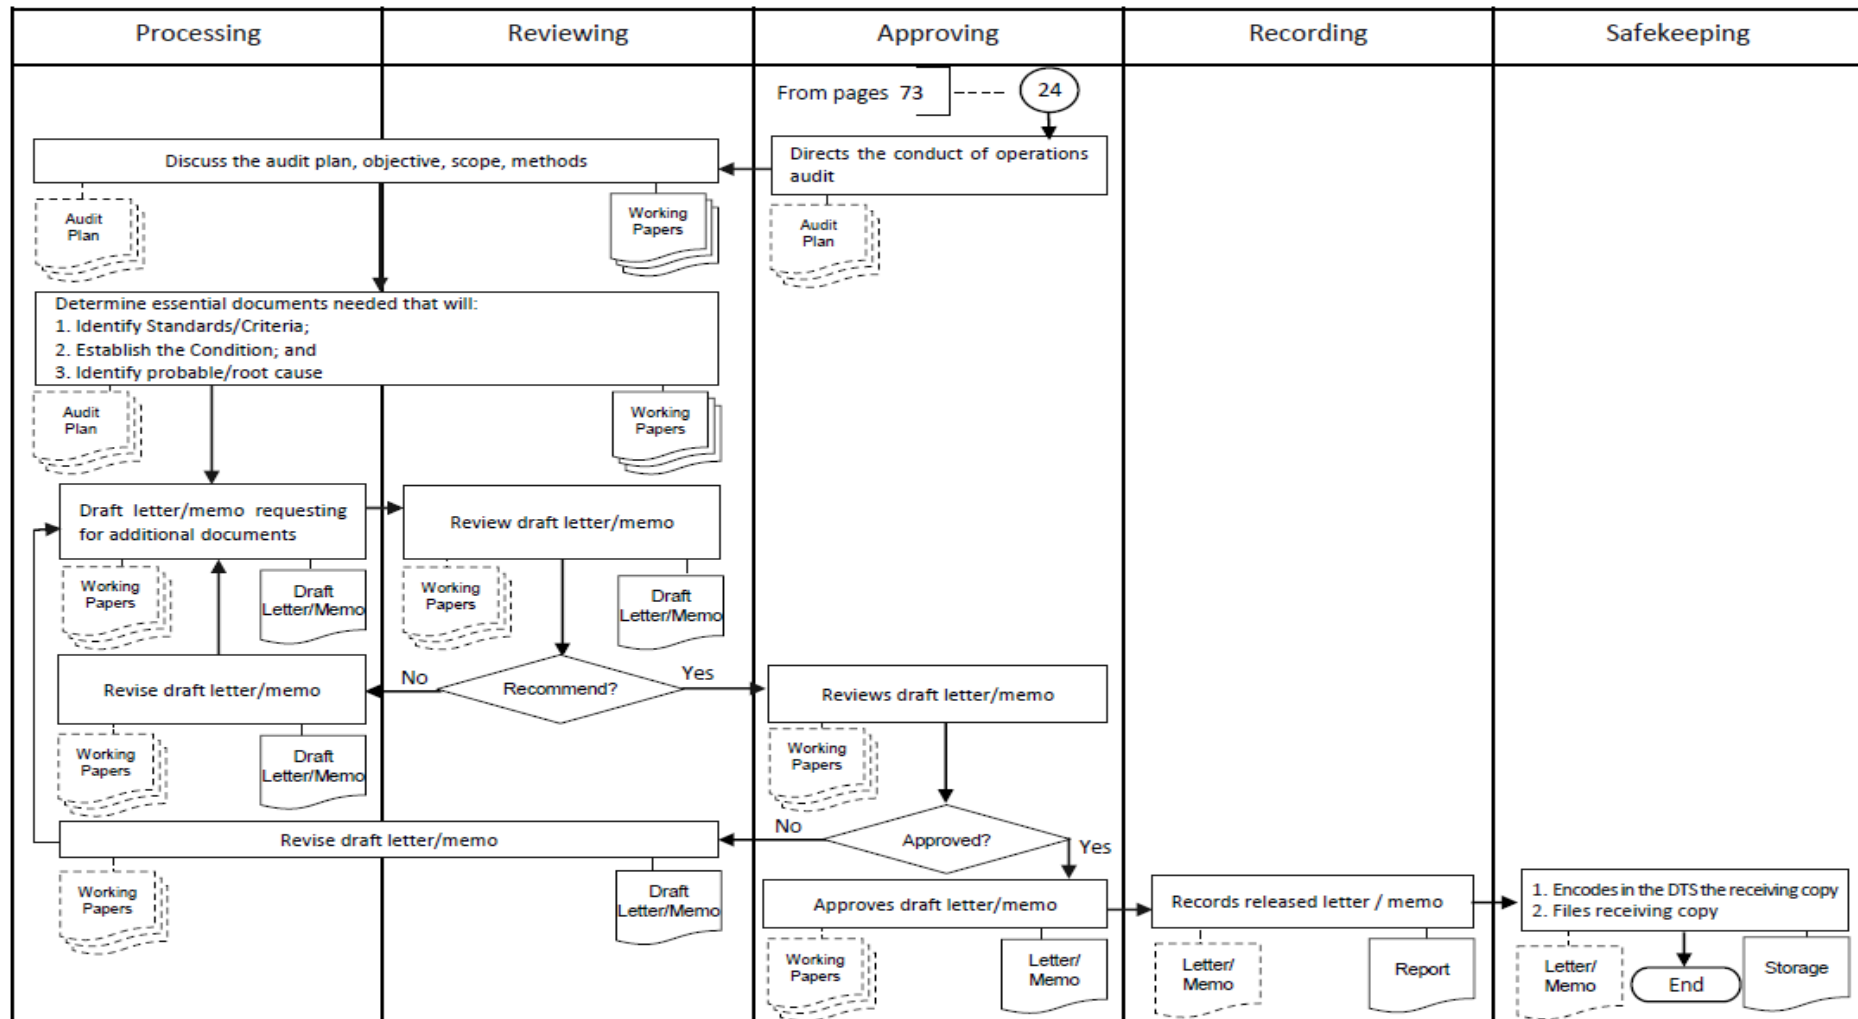 Processing
Reviewing
Approving
Recording
Safekeeping
From pages 73
24
Discuss the audit plan, objective, scope, methods
Directs the conduct of operations
audit
Audit
Plan
Working
Papers
Audit
Plan
Determine essential documents needed that will:
1. Identify Standards/Criteria;
2. Establish the Condition; and
3. Identify probable/root cause
Audit
Plan
Working
Papers
Draft letter/memo requesting
for additional documents
Review draft letter/memo
Working
Papers
Draft
Letter/Memo
Working
Papers
Draft
Letter/Memo
Revise draft letter/memo
No
Recommend?
Yes
Reviews draft letter/memo
Working
Papers
Draft
Letter/Memo
Working
Papers
Revise draft letter/memo
No
Approved?
Yes
Working
Papers
Draft
Letter/Memo
Approves draft letter/memo
Records released letter / memo
1. Encodes in the DTS the receiving copy
2. Files receiving copy
Working
Papers
Letter/
Memo
Letter/
Memo
Report
Letter/
Memo
End
Storage